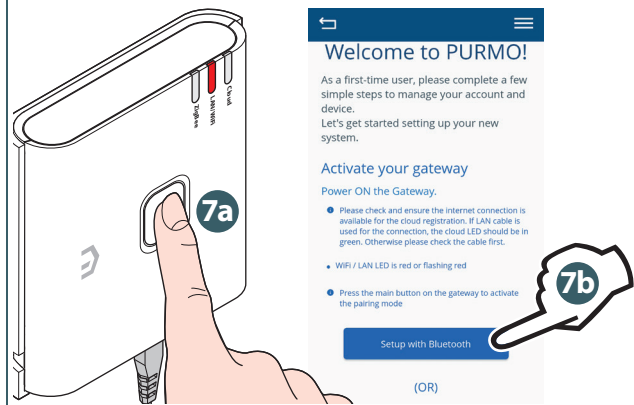 ZigBee
LAN/WiFi
Cloud
7a
Welcome to PURMO!
As a first-time user, please complete a few
simple steps to manage your account and
device.
Let's get started setting up your new
system.
Activate your gateway
Power ON the Gateway.
Please check and ensure the internet connection is
available for the cloud registration. If LAN cable is
used for the connection, the cloud LED should be in
green. Otherwise please check the cable first.
WiFi / LAN LED is red or flashing red
Press the main button on the gateway to activate
the pairing mode
Setup with Bluetooth
7b
(OR)